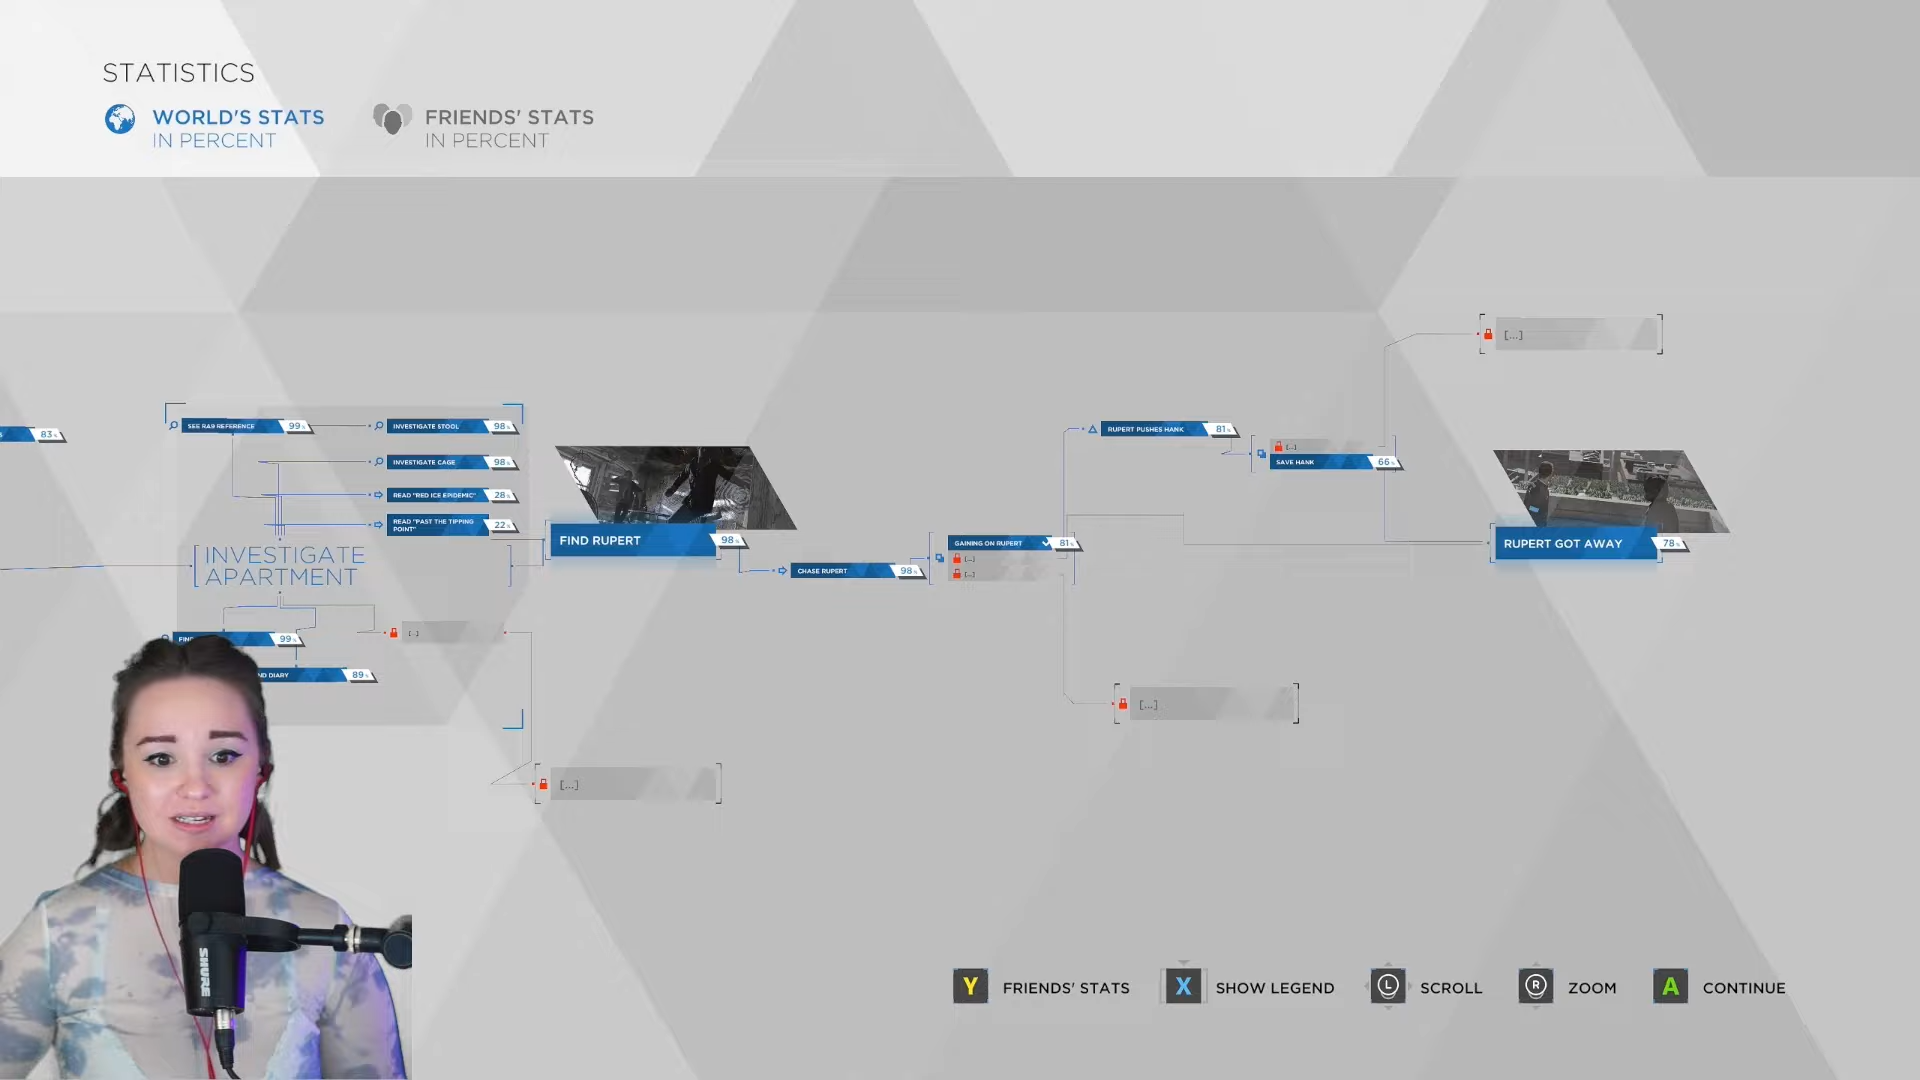 STATISTICS
WORLD'S STATS
IN PERCENT
FRIENDS' STATS
IN PERCENT
[...]
83%
SEE RA9 REFERENCE 99%
INVESTIGATE STOOL 98%
INVESTIGATE CAGE 98%
READ "RED ICE EPIDEMIC" 28%
READ "PAST THE TIPPING
POINT" 22%
INVESTIGATE
APARTMENT
99%
ND DIARY 89%
[...]
[...]
FIND RUPERT 98%
CHASE RUPERT 98%
GAINING ON RUPERT 81%
[...]
[...]
RUPERT PUSHES HANK 81%
[...]
SAVE HANK 66%
[...]
RUPERT GOT AWAY 78%
SHURE
Y FRIENDS' STATS
X SHOW LEGEND
L SCROLL
R ZOOM
A CONTINUE